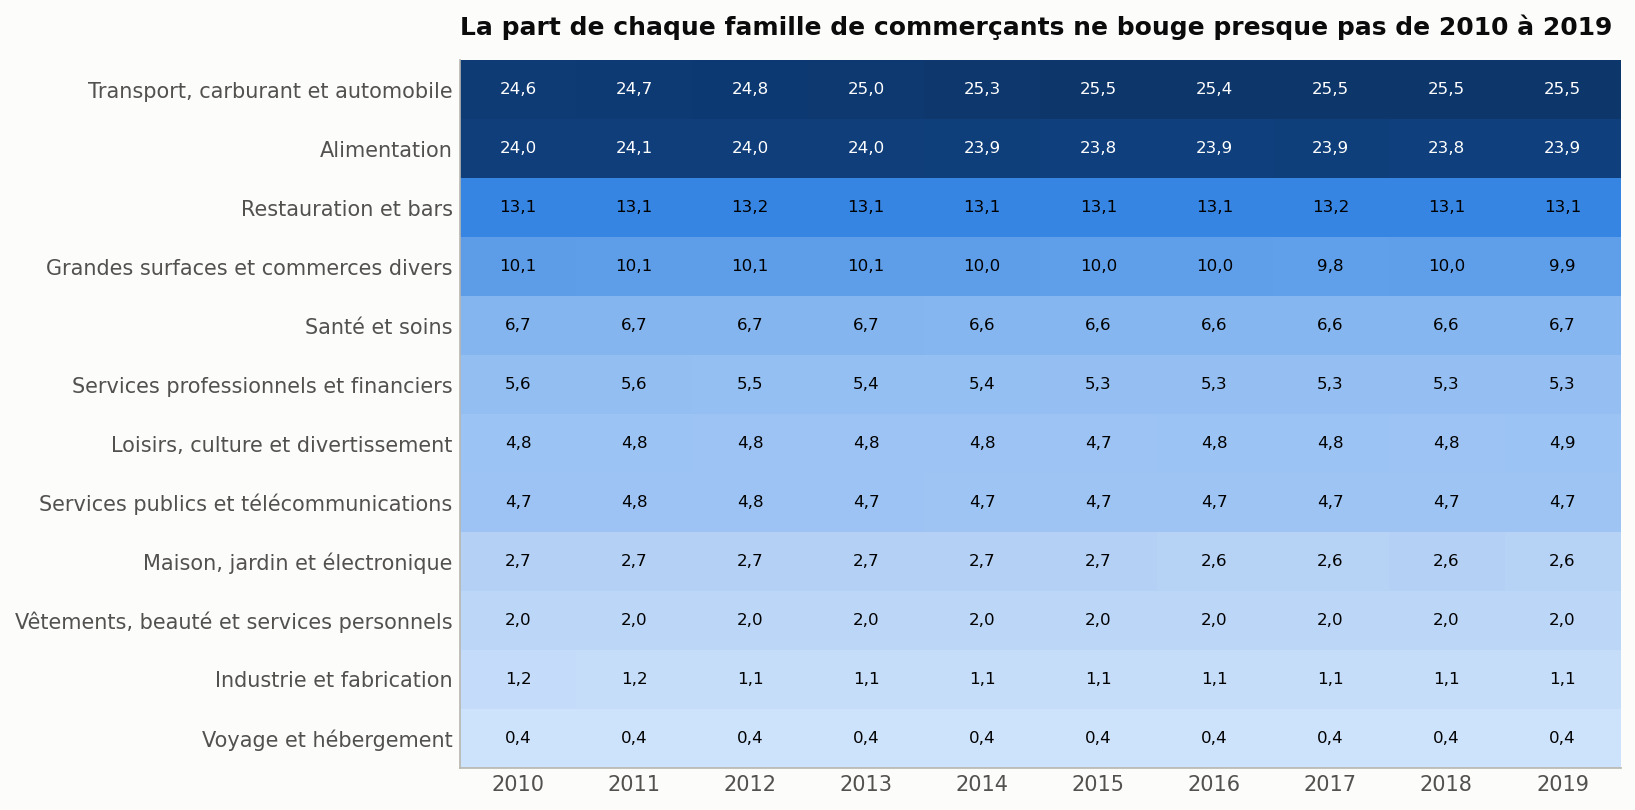 La part de chaque famille de commerçants ne bouge presque pas de 2010 à 2019
Transport, carburant et automobile 24,6 24,7 24,8 25,0 25,3 25,5 25,4 25,5 25,5 25,5
Alimentation 24,0 24,1 24,0 24,0 23,9 23,8 23,9 23,9 23,8 23,9
Restauration et bars 13,1 13,1 13,2 13,1 13,1 13,1 13,1 13,2 13,1 13,1
Grandes surfaces et commerces divers 10,1 10,1 10,1 10,1 10,0 10,0 10,0 9,8 10,0 9,9
Santé et soins 6,7 6,7 6,7 6,7 6,6 6,6 6,6 6,6 6,6 6,7
Services professionnels et financiers 5,6 5,6 5,5 5,4 5,4 5,3 5,3 5,3 5,3 5,3
Loisirs, culture et divertissement 4,8 4,8 4,8 4,8 4,8 4,7 4,8 4,8 4,8 4,9
Services publics et télécommunications 4,7 4,8 4,8 4,7 4,7 4,7 4,7 4,7 4,7 4,7
Maison, jardin et électronique 2,7 2,7 2,7 2,7 2,7 2,7 2,6 2,6 2,6 2,6
Vêtements, beauté et services personnels 2,0 2,0 2,0 2,0 2,0 2,0 2,0 2,0 2,0 2,0
Industrie et fabrication 1,2 1,2 1,1 1,1 1,1 1,1 1,1 1,1 1,1 1,1
Voyage et hébergement 0,4 0,4 0,4 0,4 0,4 0,4 0,4 0,4 0,4 0,4
2010 2011 2012 2013 2014 2015 2016 2017 2018 2019